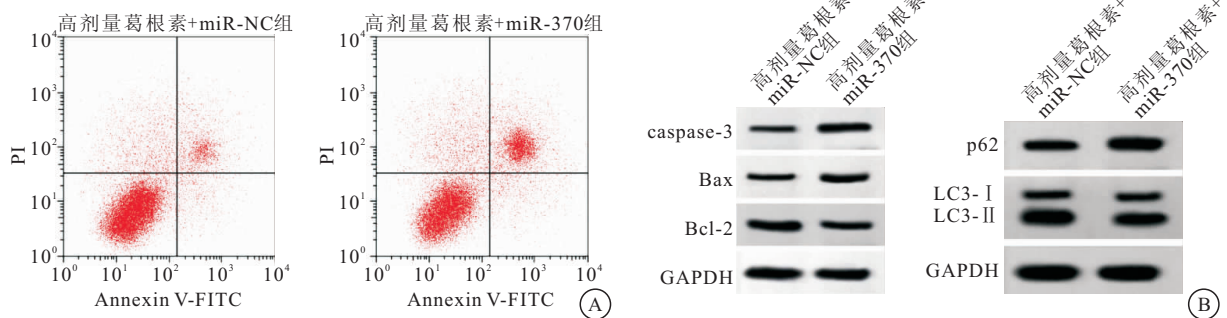 高剂量葛根素+miR-NC组
10⁴
10³
10²
10¹
10⁰
PI
10⁰ 10¹ 10² 10³ 10⁴
Annexin V-FITC
高剂量葛根素+miR-370组
10⁴
10³
10²
10¹
10⁰
PI
10⁰ 10¹ 10² 10³ 10⁴
Annexin V-FITC
A
高剂量葛根素+
miR-NC组
高剂量葛根素+
miR-370组
caspase-3
Bax
Bcl-2
GAPDH
高剂量葛根素+
miR-NC组
高剂量葛根素+
miR-370组
p62
LC3-Ⅰ
LC3-Ⅱ
GAPDH
B